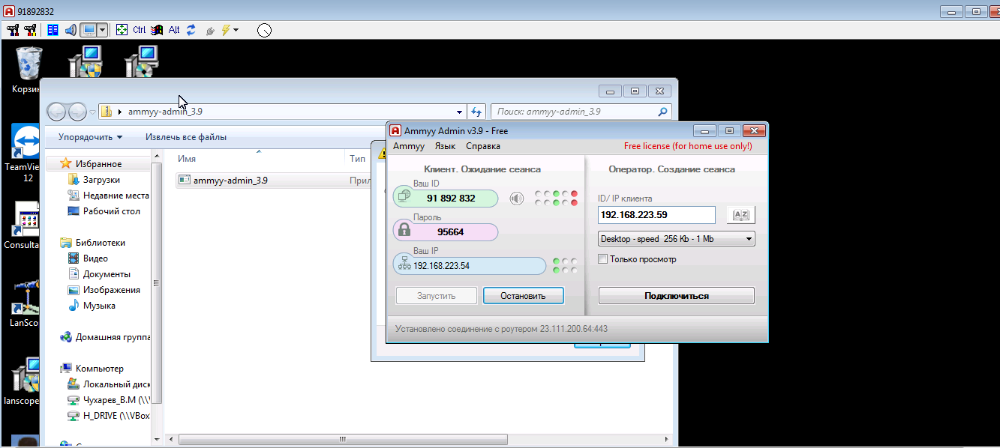 91892832
Ctrl
Alt
TeamVie
12
Consulta
LanSco
lanscope
ammyy-admin_3.9
Поиск: ammyy-admin_3.9
Упорядочить
Извлечь все файлы
Избранное
Загрузки
Недавние места
Рабочий стол
Библиотеки
Видео
Документы
Изображения
Музыка
Домашняя группа
Компьютер
Локальный диск
Чухарев_В.М (\\V
H_DRIVE (\\VBox
Имя
Тип
ammyy-admin_3.9
Ammyy Admin v3.9 - Free
Ammyy
Язык
Справка
Free license (for home use only!)
Клиент. Ожидание сеанса
Ваш ID
91 892 832
Пароль
95664
Ваш IP
192.168.223.54
Запустить
Остановить
Оператор. Создание сеанса
ID/ IP клиента
192.168.223.59
AZ
Desktop - speed 256 Kb - 1 Mb
Только просмотр
Подключиться
Установлено соединение с роутером 23.111.200.64:443